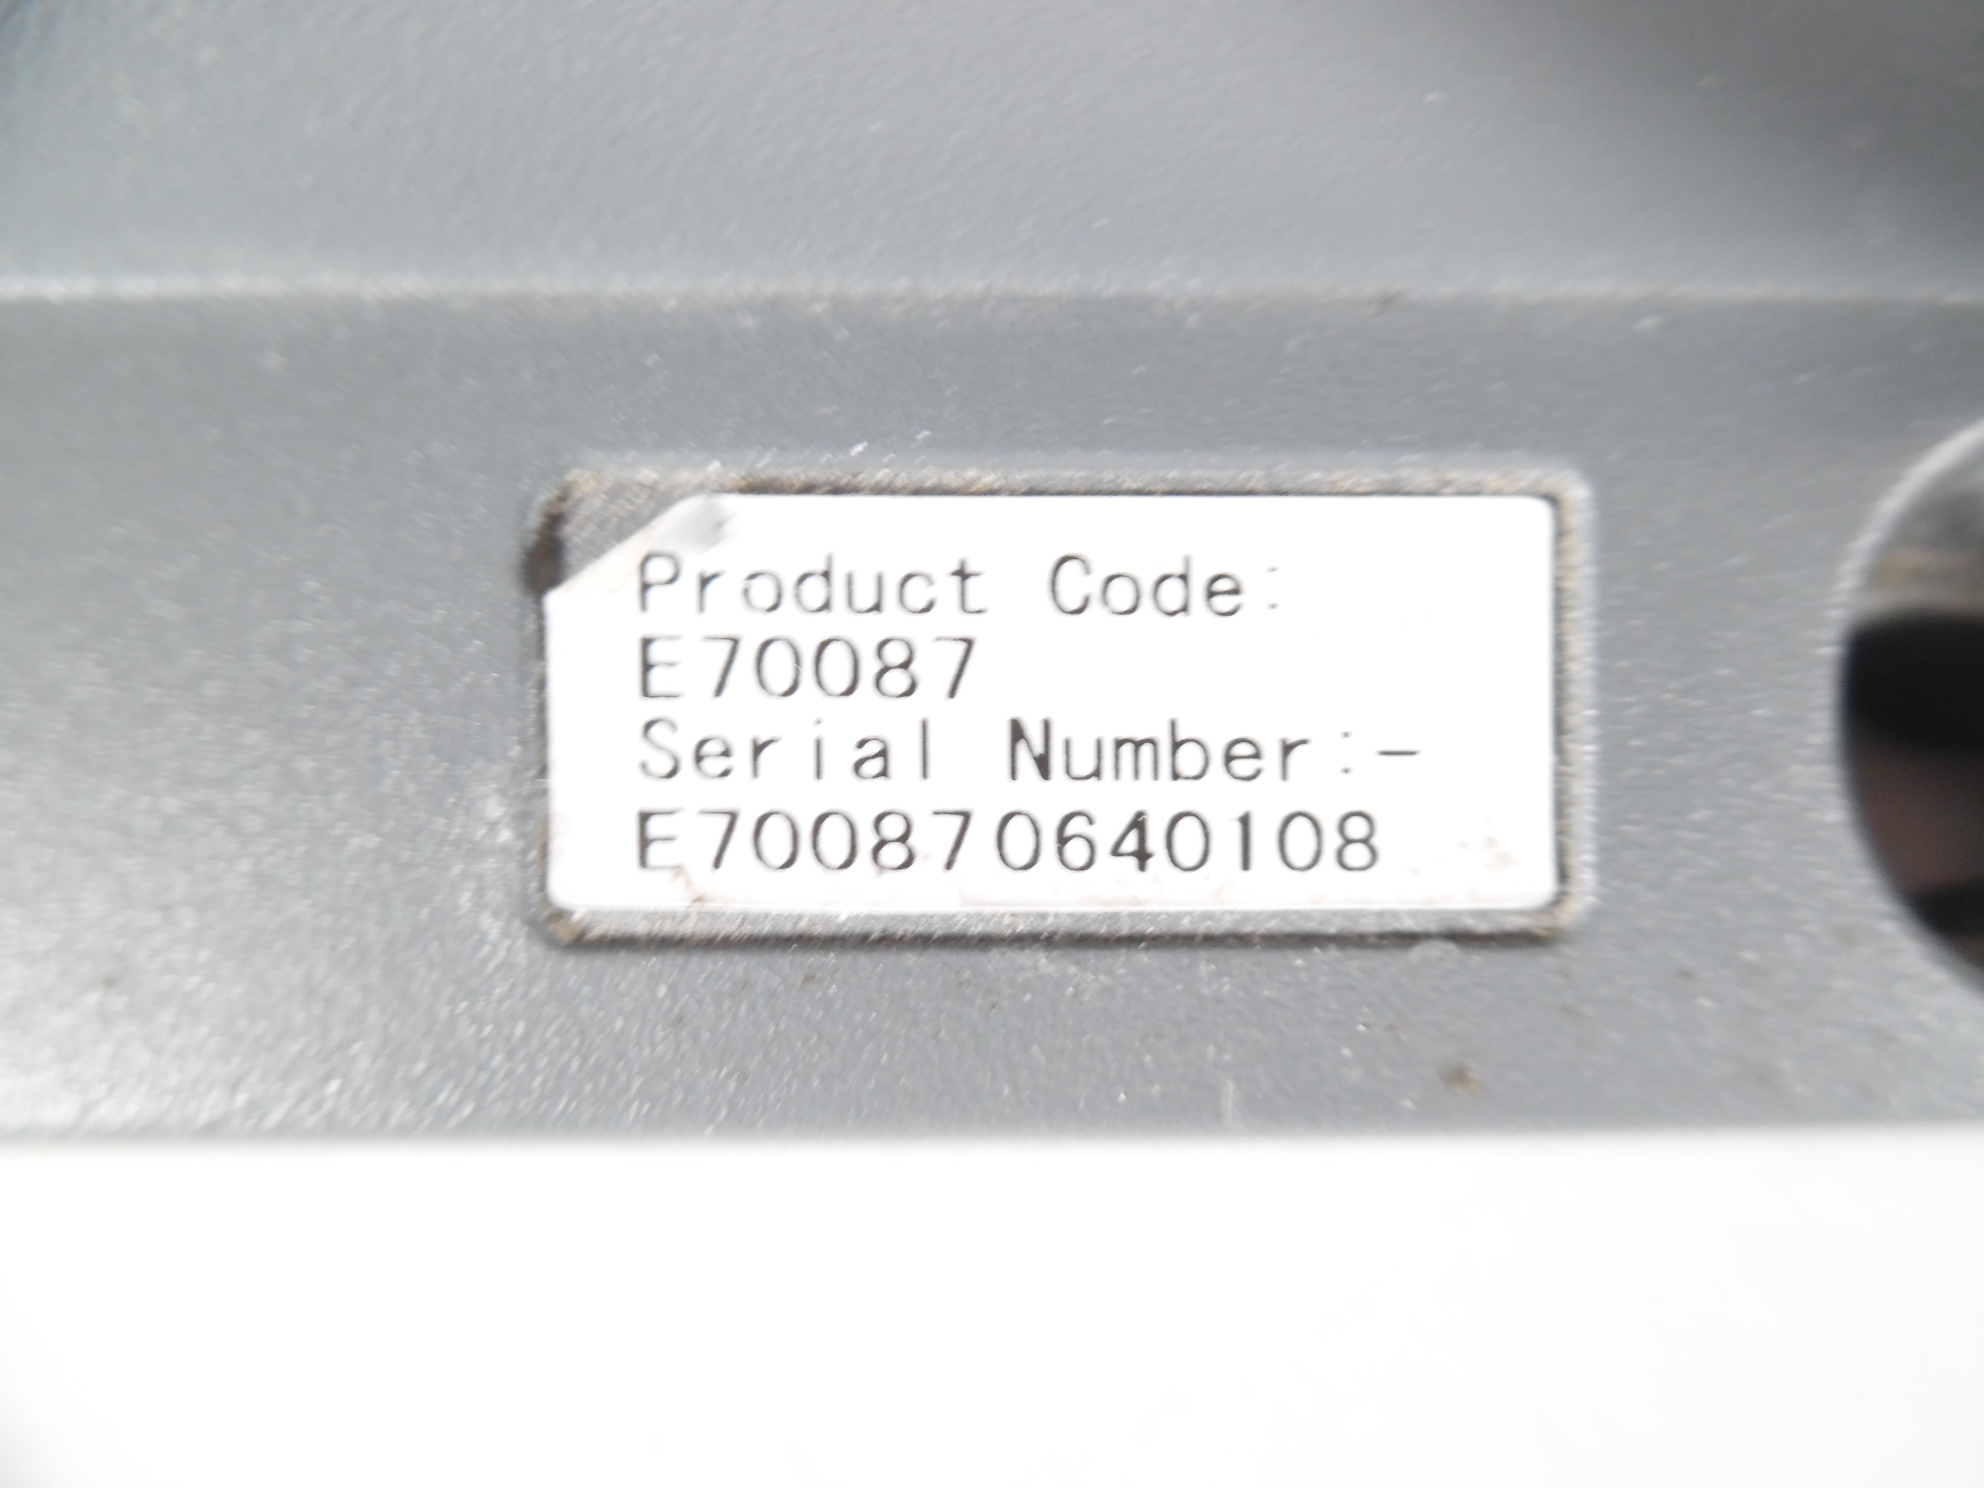 Product Code:
E70087
Serial Number:-
E700870640108